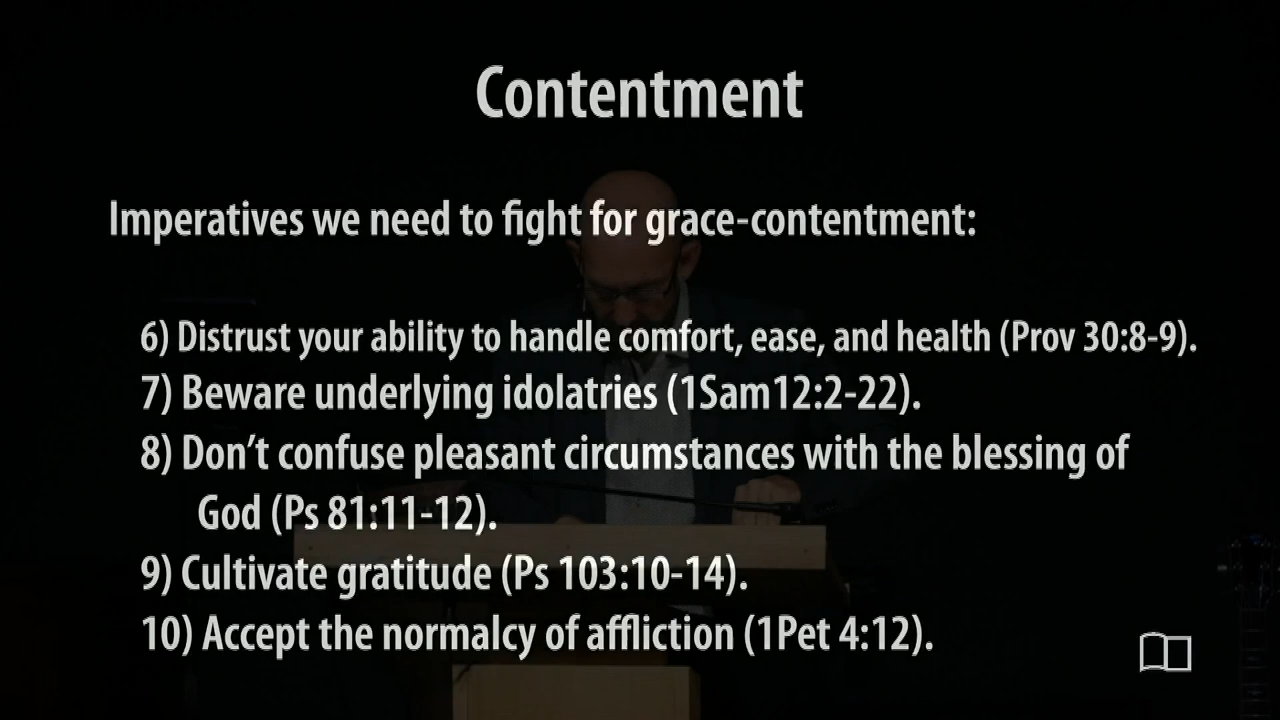 Contentment
Imperatives we need to fight for grace-contentment:
6) Distrust your ability to handle comfort, ease, and health (Prov 30:8-9).
7) Beware underlying idolatries (1Sam12:2-22).
8) Don’t confuse pleasant circumstances with the blessing of
God (Ps 81:11-12).
9) Cultivate gratitude (Ps 103:10-14).
10) Accept the normalcy of affliction (1Pet 4:12).